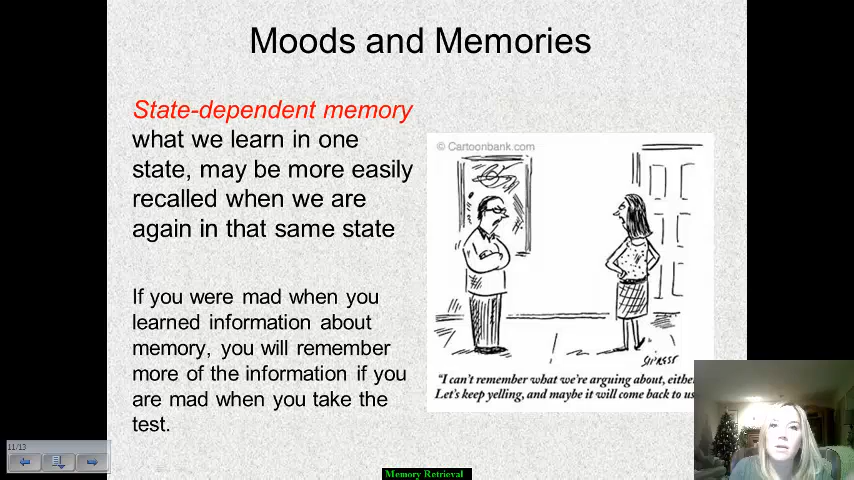 Moods and Memories
State-dependent memory
what we learn in one
state, may be more easily
recalled when we are
again in that same state
If you were mad when you
learned information about
memory, you will remember
more of the information if you
are mad when you take the
test.
© Cartoonbank.com
SIPRESS
"I can't remember what we're arguing about, either
Let's keep yelling, and maybe it will come back to us
11/13
Memory Retrieval